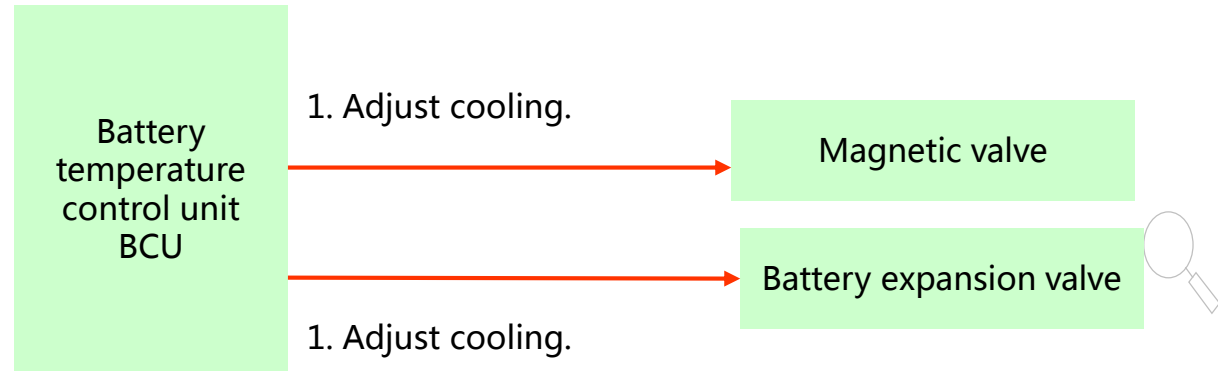 Battery
temperature
control unit
BCU
1. Adjust cooling.
Magnetic valve
Battery expansion valve
1. Adjust cooling.